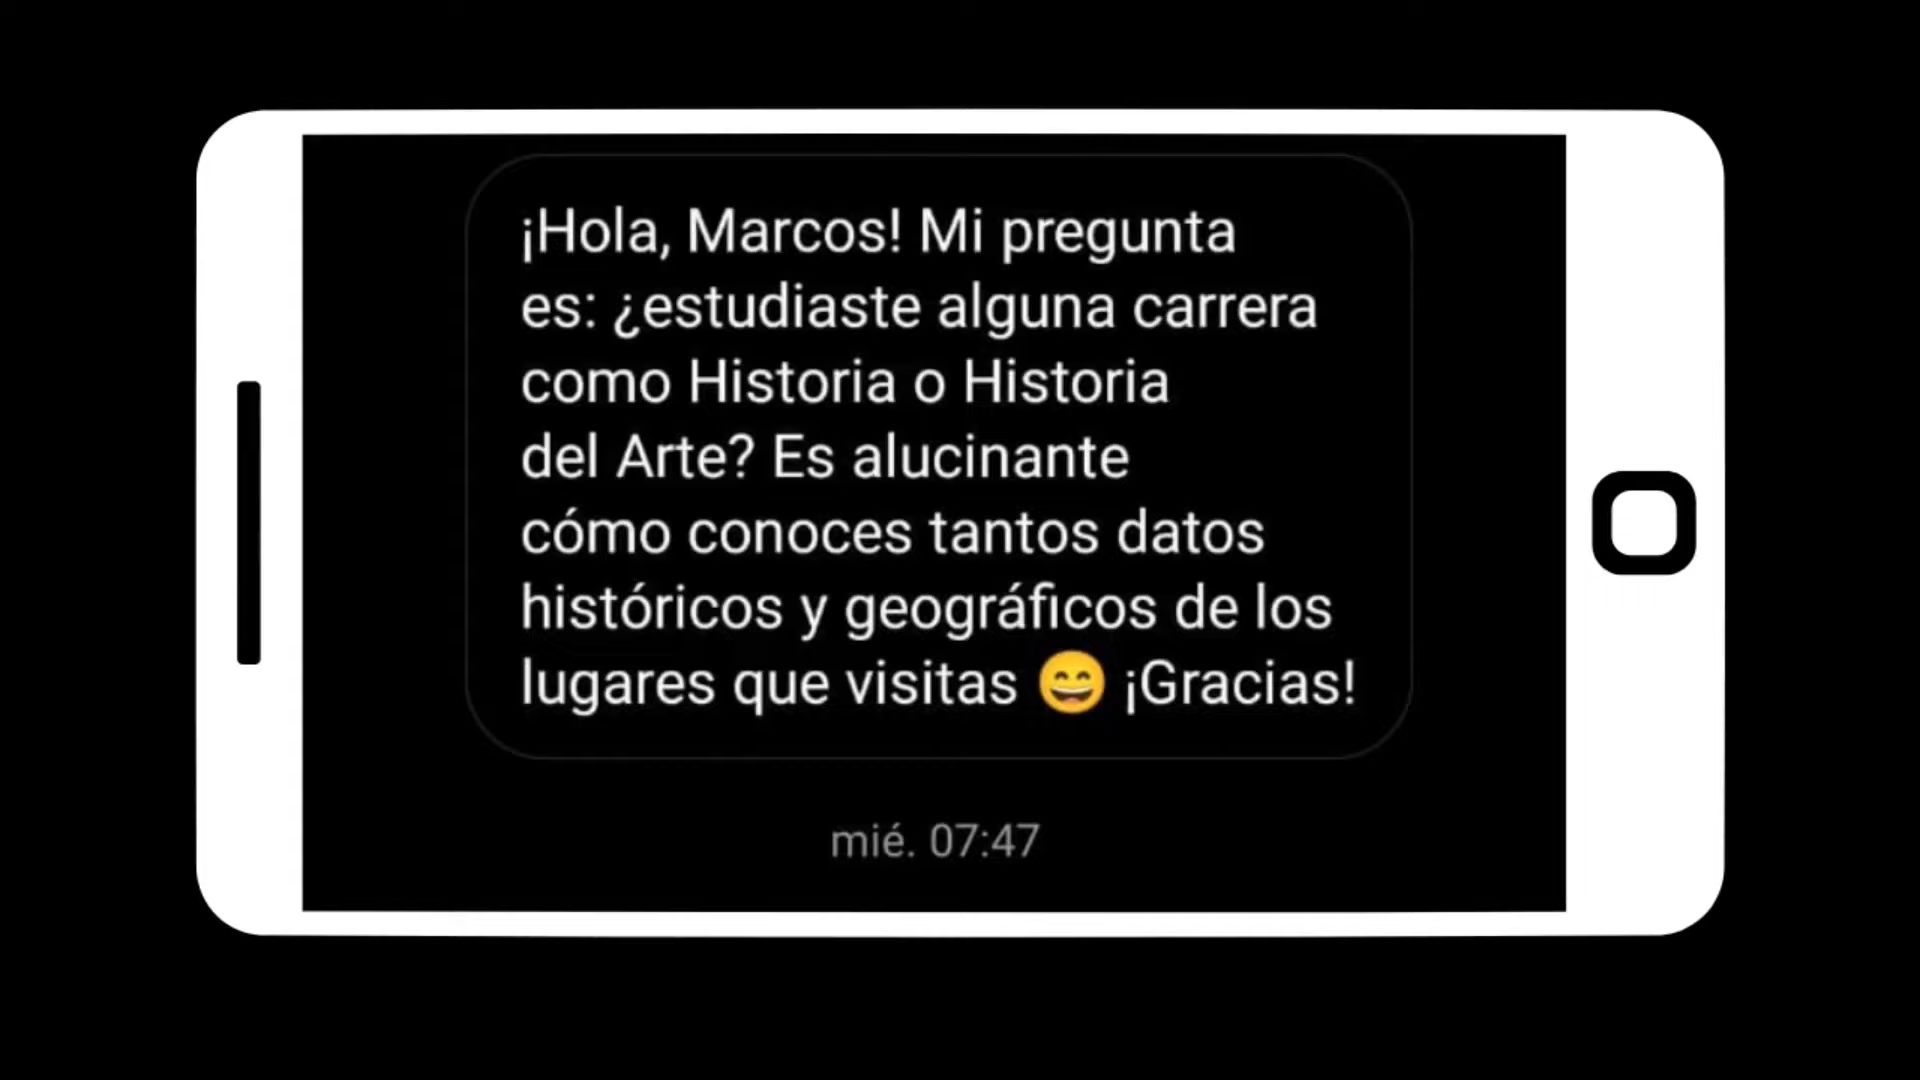 ¡Hola, Marcos! Mi pregunta
es: ¿estudiaste alguna carrera
como Historia o Historia
del Arte? Es alucinante
cómo conoces tantos datos
históricos y geográficos de los
lugares que visitas 😄 ¡Gracias!
mié. 07:47